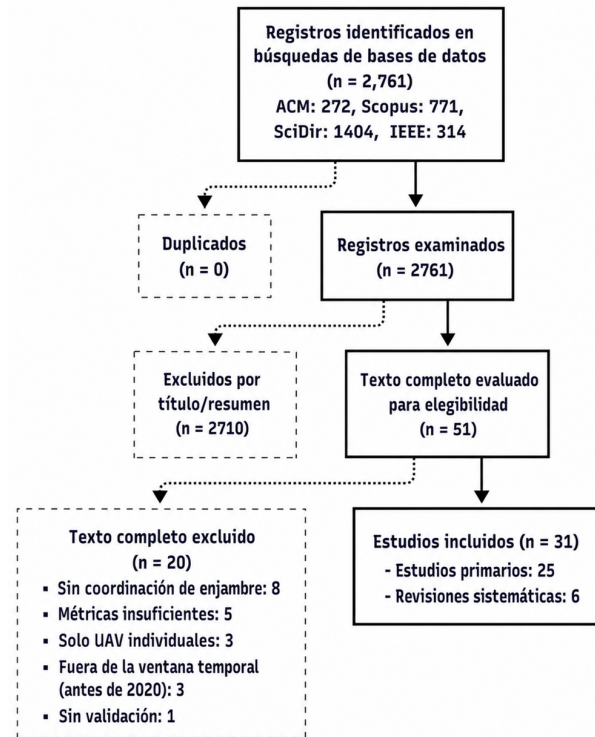 Registros identificados en
búsquedas de bases de datos
(n = 2,761)
ACM: 272, Scopus: 771,
SciDir: 1404, IEEE: 314
Duplicados
(n = 0)
Registros examinados
(n = 2761)
Excluidos por
título/resumen
(n = 2710)
Texto completo evaluado
para elegibilidad
(n = 51)
Texto completo excluido
(n = 20)
▪ Sin coordinación de enjambre: 8
▪ Métricas insuficientes: 5
▪ Solo UAV individuales: 3
▪ Fuera de la ventana temporal
(antes de 2020): 3
▪ Sin validación: 1
Estudios incluidos (n = 31)
- Estudios primarios: 25
- Revisiones sistemáticas: 6